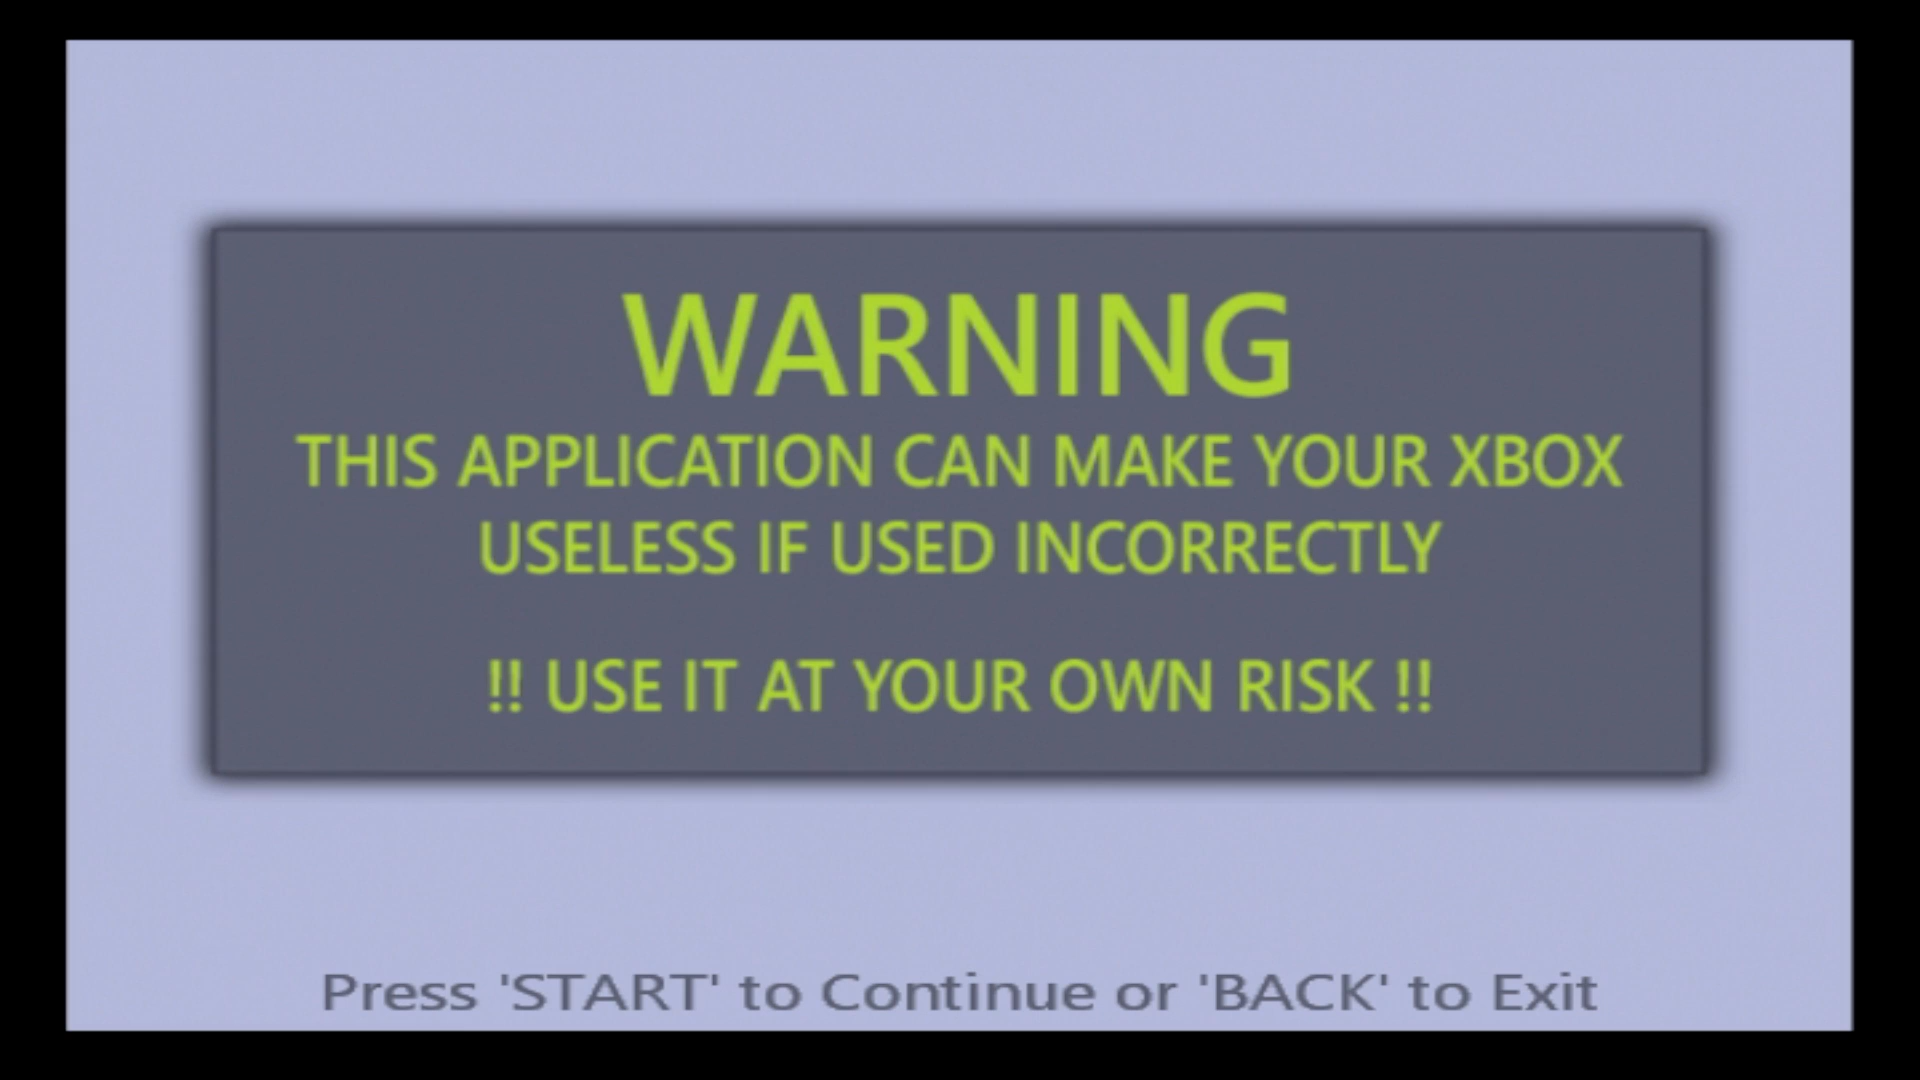 WARNING
THIS APPLICATION CAN MAKE YOUR XBOX
USELESS IF USED INCORRECTLY
!! USE IT AT YOUR OWN RISK !!
Press 'START' to Continue or 'BACK' to Exit